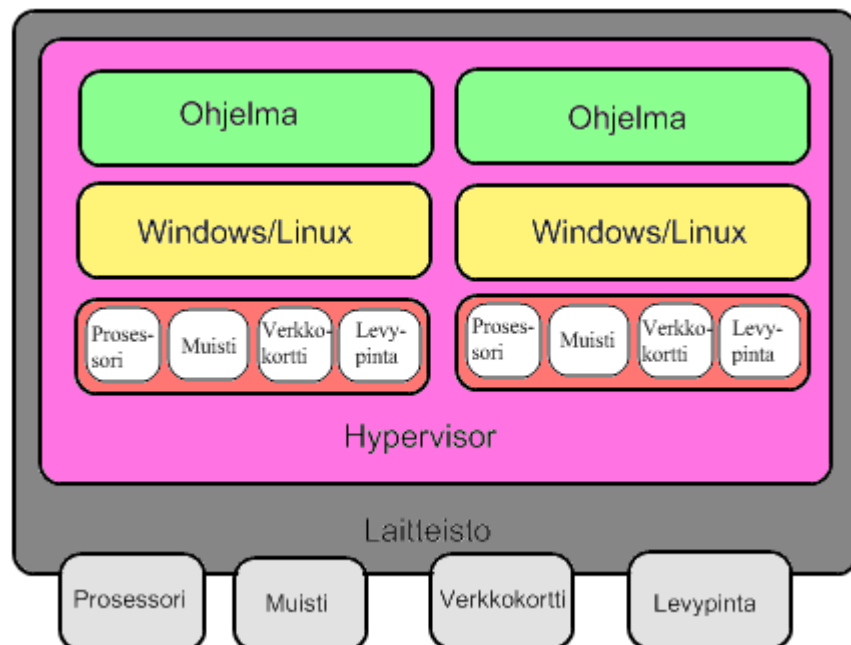 Ohjelma
Ohjelma
Windows/Linux
Windows/Linux
Proses-
sori
Muisti
Verkko-
kortti
Levy-
pinta
Proses-
sori
Muisti
Verkko-
kortti
Levy-
pinta
Hypervisor
Laitteisto
Prosessori
Muisti
Verkkokortti
Levypinta